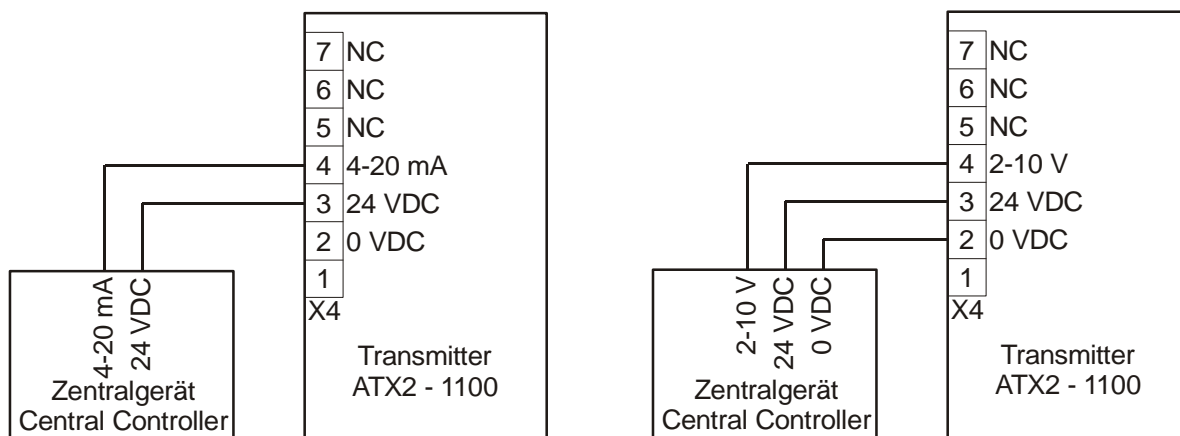 7 NC
6 NC
5 NC
4 4-20 mA
3 24 VDC
2 0 VDC
1
X4
4-20 mA
24 VDC
Zentralgerät
Central Controller
Transmitter
ATX2 - 1100
7 NC
6 NC
5 NC
4 2-10 V
3 24 VDC
2 0 VDC
1
X4
2-10 V
24 VDC
0 VDC
Zentralgerät
Central Controller
Transmitter
ATX2 - 1100